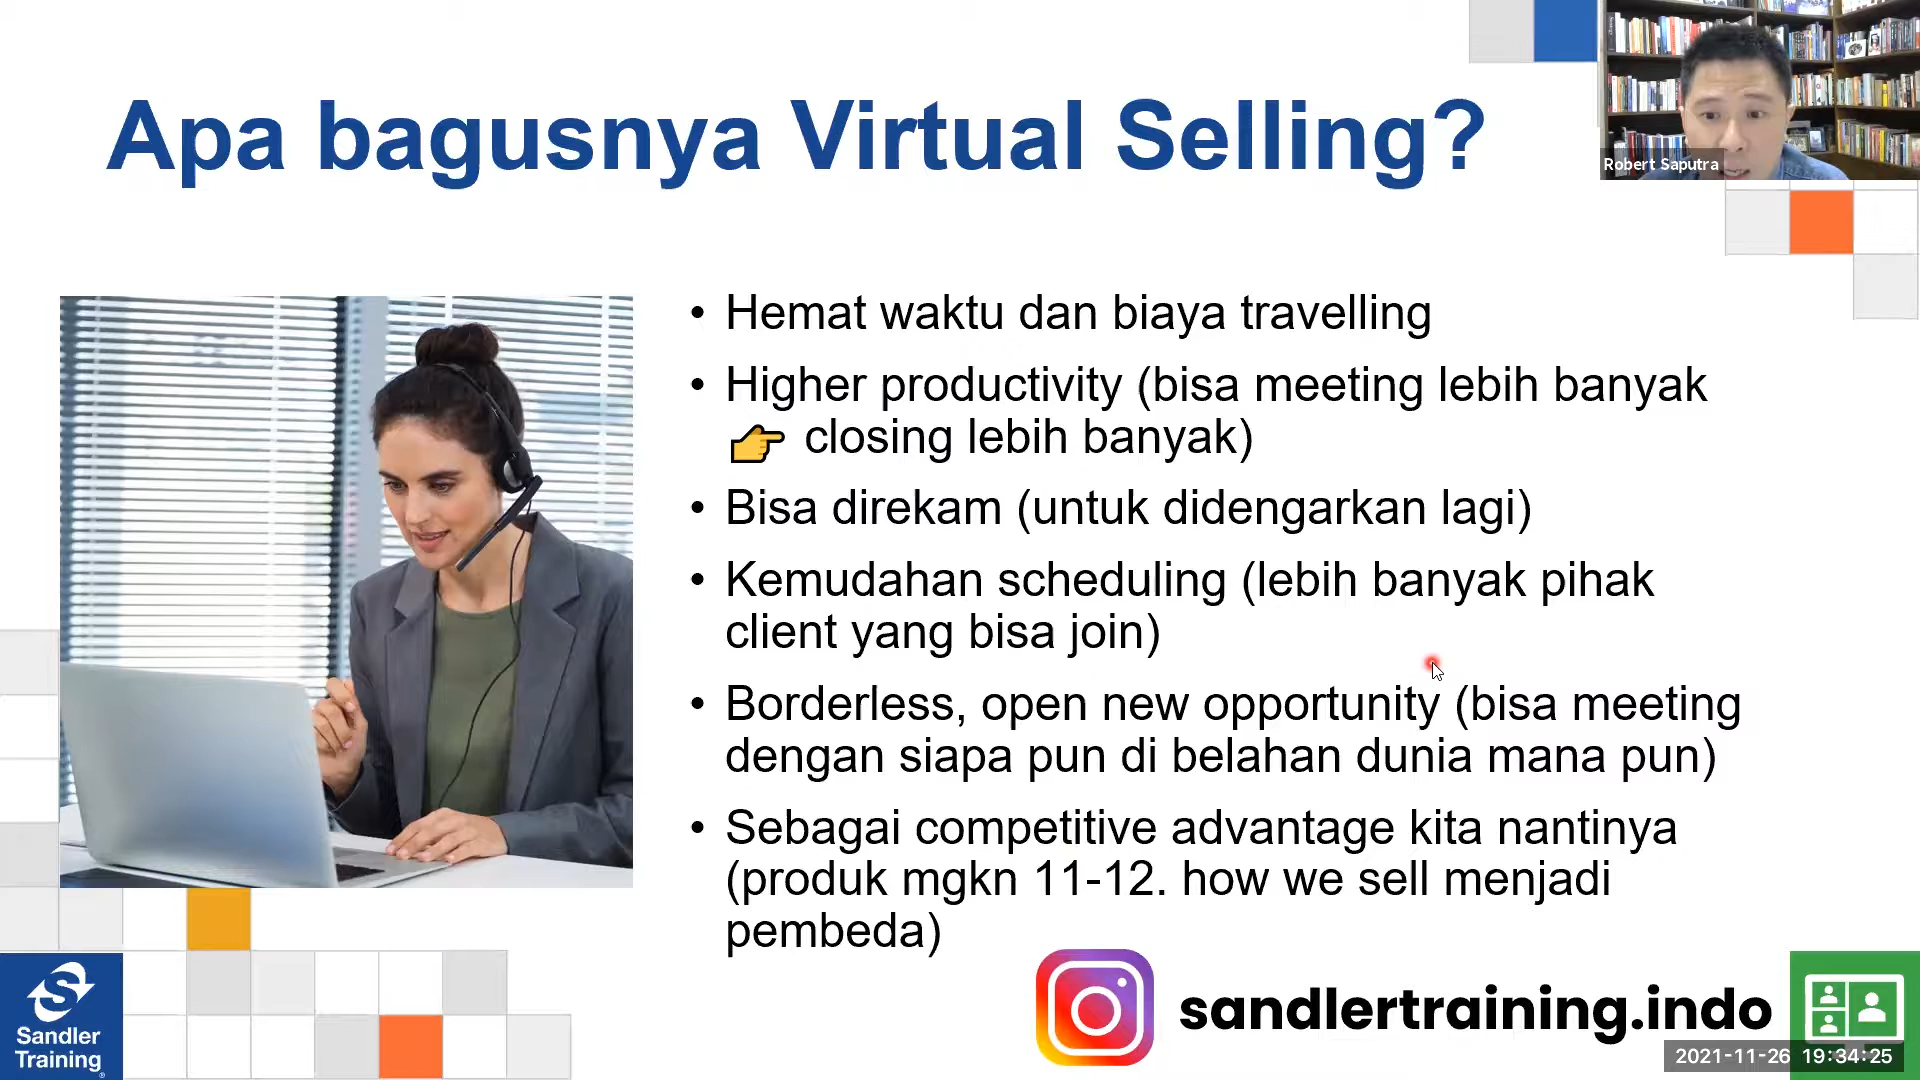 Apa bagusnya Virtual Selling?
Robert Saputra
• Hemat waktu dan biaya travelling
• Higher productivity (bisa meeting lebih banyak
👉 closing lebih banyak)
• Bisa direkam (untuk didengarkan lagi)
• Kemudahan scheduling (lebih banyak pihak
client yang bisa join)
• Borderless, open new opportunity (bisa meeting
dengan siapa pun di belahan dunia mana pun)
• Sebagai competitive advantage kita nantinya
(produk mgkn 11-12. how we sell menjadi
pembeda)
Sandler
Training®
sandlertraining.indo
2021-11-26 19:34:25